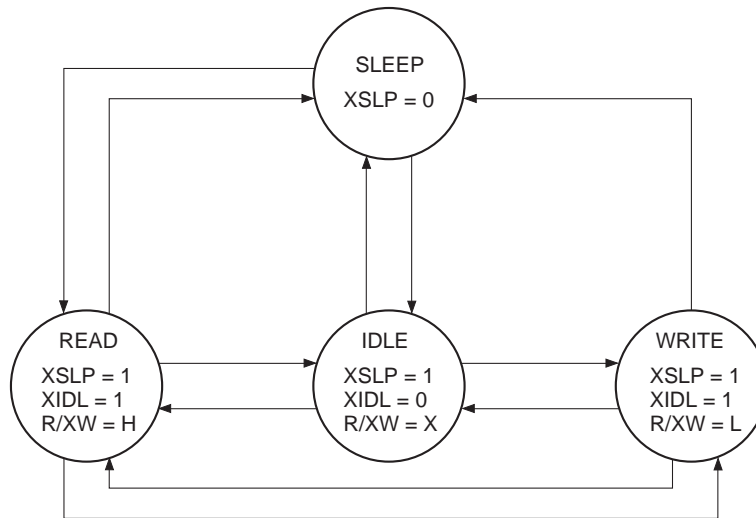 SLEEP
XSLP = 0
READ
XSLP = 1
XIDL = 1
R/XW = H
IDLE
XSLP = 1
XIDL = 0
R/XW = X
WRITE
XSLP = 1
XIDL = 1
R/XW = L